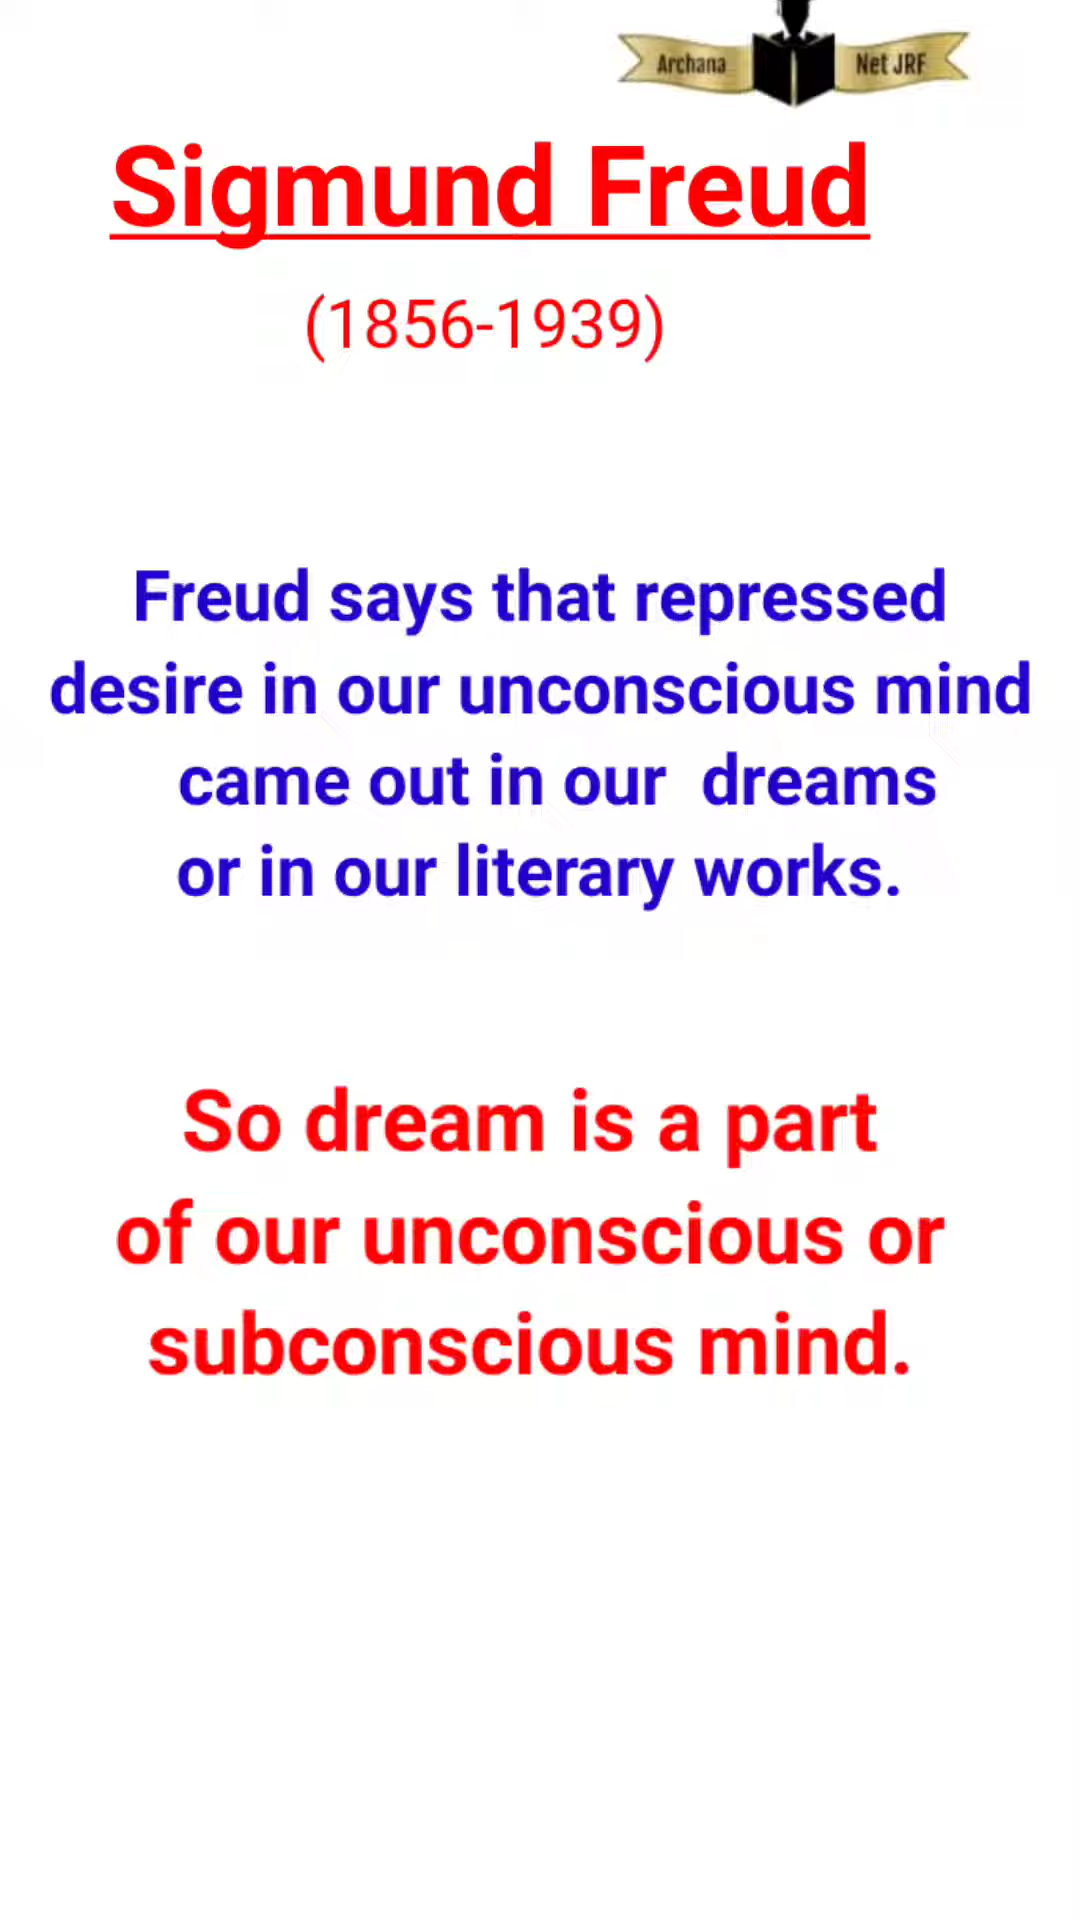 Archana Net JRF
Sigmund Freud
(1856-1939)
Freud says that repressed
desire in our unconscious mind
came out in our dreams
or in our literary works.
So dream is a part
of our unconscious or
subconscious mind.